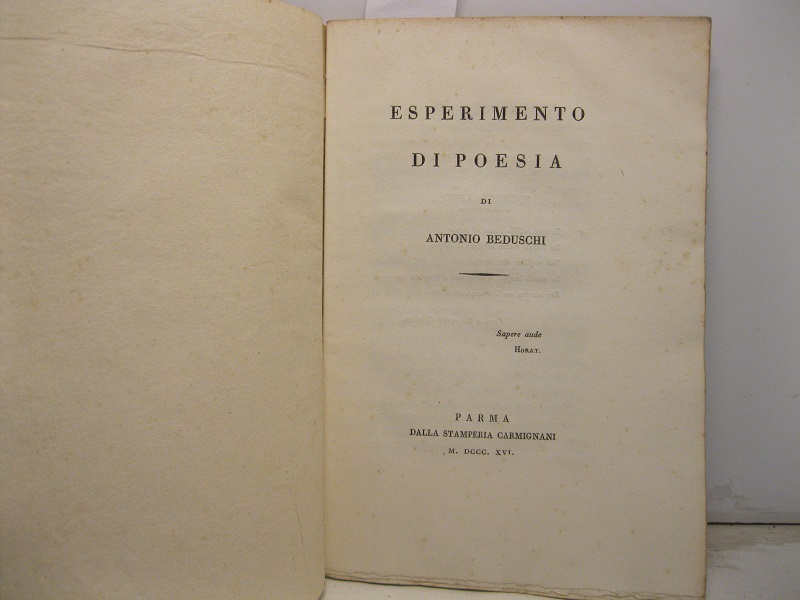 ESPERIMENTO
DI POESIA
DI
ANTONIO BEDUSCHI
Sapere aude
HORAT.
PARMA
DALLA STAMPERIA CARMIGNANI
M. DCCC. XVI.